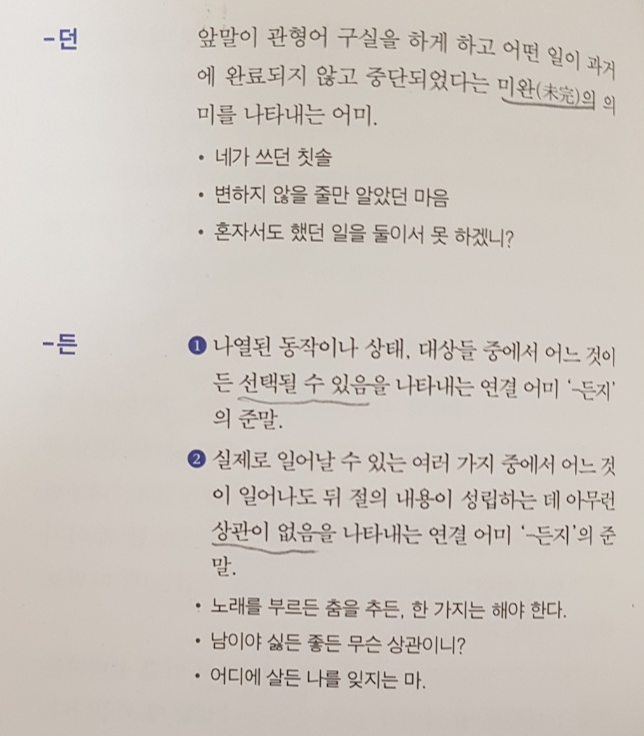 -던
앞말이 관형어 구실을 하게 하고 어떤 일이 과거
에 완료되지 않고 중단되었다는 미완(未完)의 의
미를 나타내는 어미.
• 네가 쓰던 칫솔
• 변하지 않을 줄만 알았던 마음
• 혼자서도 했던 일을 둘이서 못 하겠니?
-든
❶ 나열된 동작이나 상태, 대상들 중에서 어느 것이
든 선택될 수 있음을 나타내는 연결 어미 ‘-든지’
의 준말.
❷ 실제로 일어날 수 있는 여러 가지 중에서 어느 것
이 일어나도 뒤 절의 내용이 성립하는 데 아무런
상관이 없음을 나타내는 연결 어미 ‘-든지’의 준
말.
• 노래를 부르든 춤을 추든, 한 가지는 해야 한다.
• 남이야 싫든 좋든 무슨 상관이니?
• 어디에 살든 나를 잊지는 마.